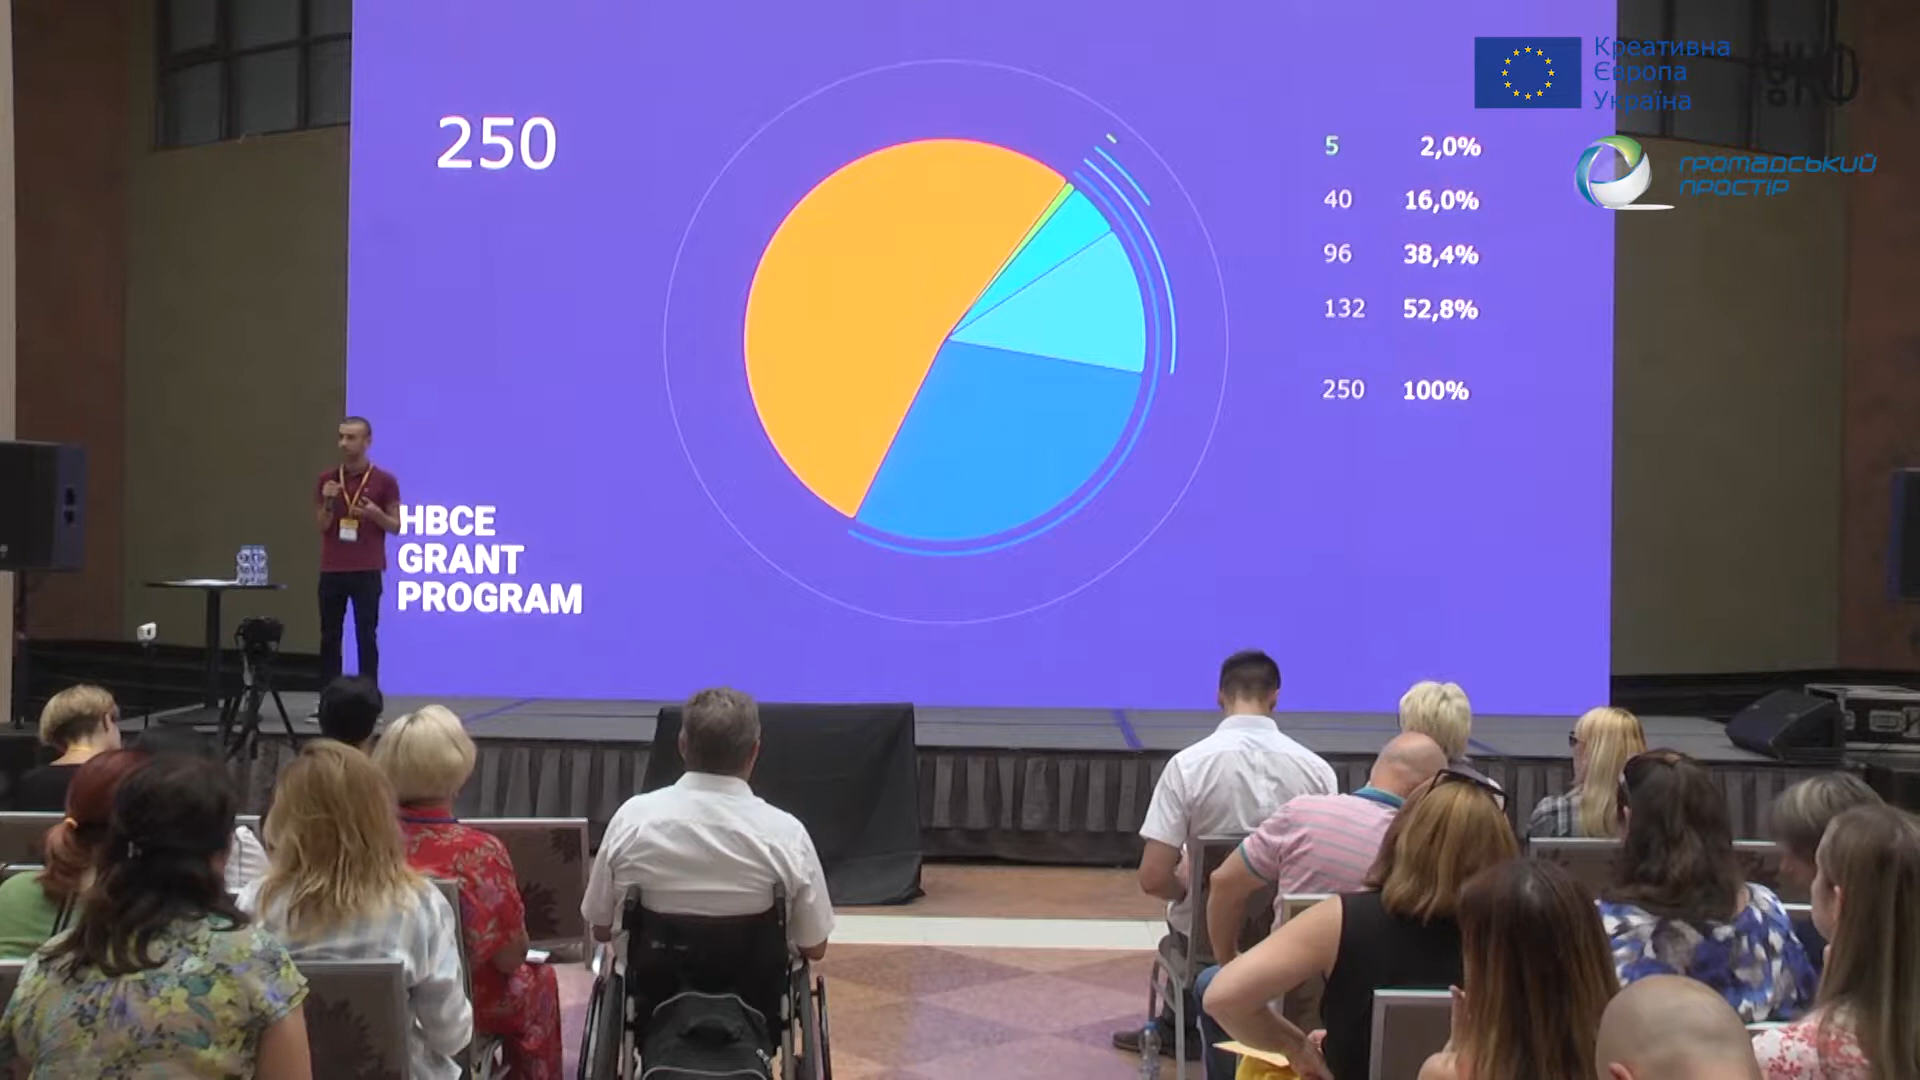 250
Креативна
Європа
Україна
УКФ
ГРОМАДСЬКИЙ
ПРОСТІР
5 2,0%
40 16,0%
96 38,4%
132 52,8%
250 100%
HBCE
GRANT
PROGRAM